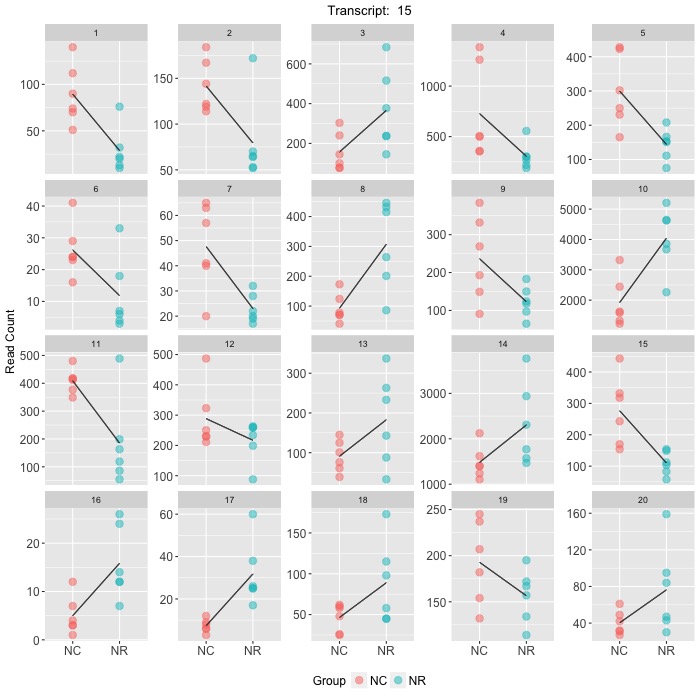 Transcript: 15
1 2 3 4 5
100 50
150 100 50
600 400 200
1000 500
400 300 200 100
6 7 8 9 10
40 30 20 10
60 50 40 30 20
400 300 200 100
300 200 100
5000 4000 3000 2000
Read Count
11 12 13 14 15
500 400 300 200 100
500 400 300 200 100
300 200 100
3000 2000 1000
400 300 200 100
16 17 18 19 20
20 10 0
60 40 20
150 100 50
250 200 150
160 120 80 40
NC NR NC NR NC NR NC NR NC NR
Group NC NR